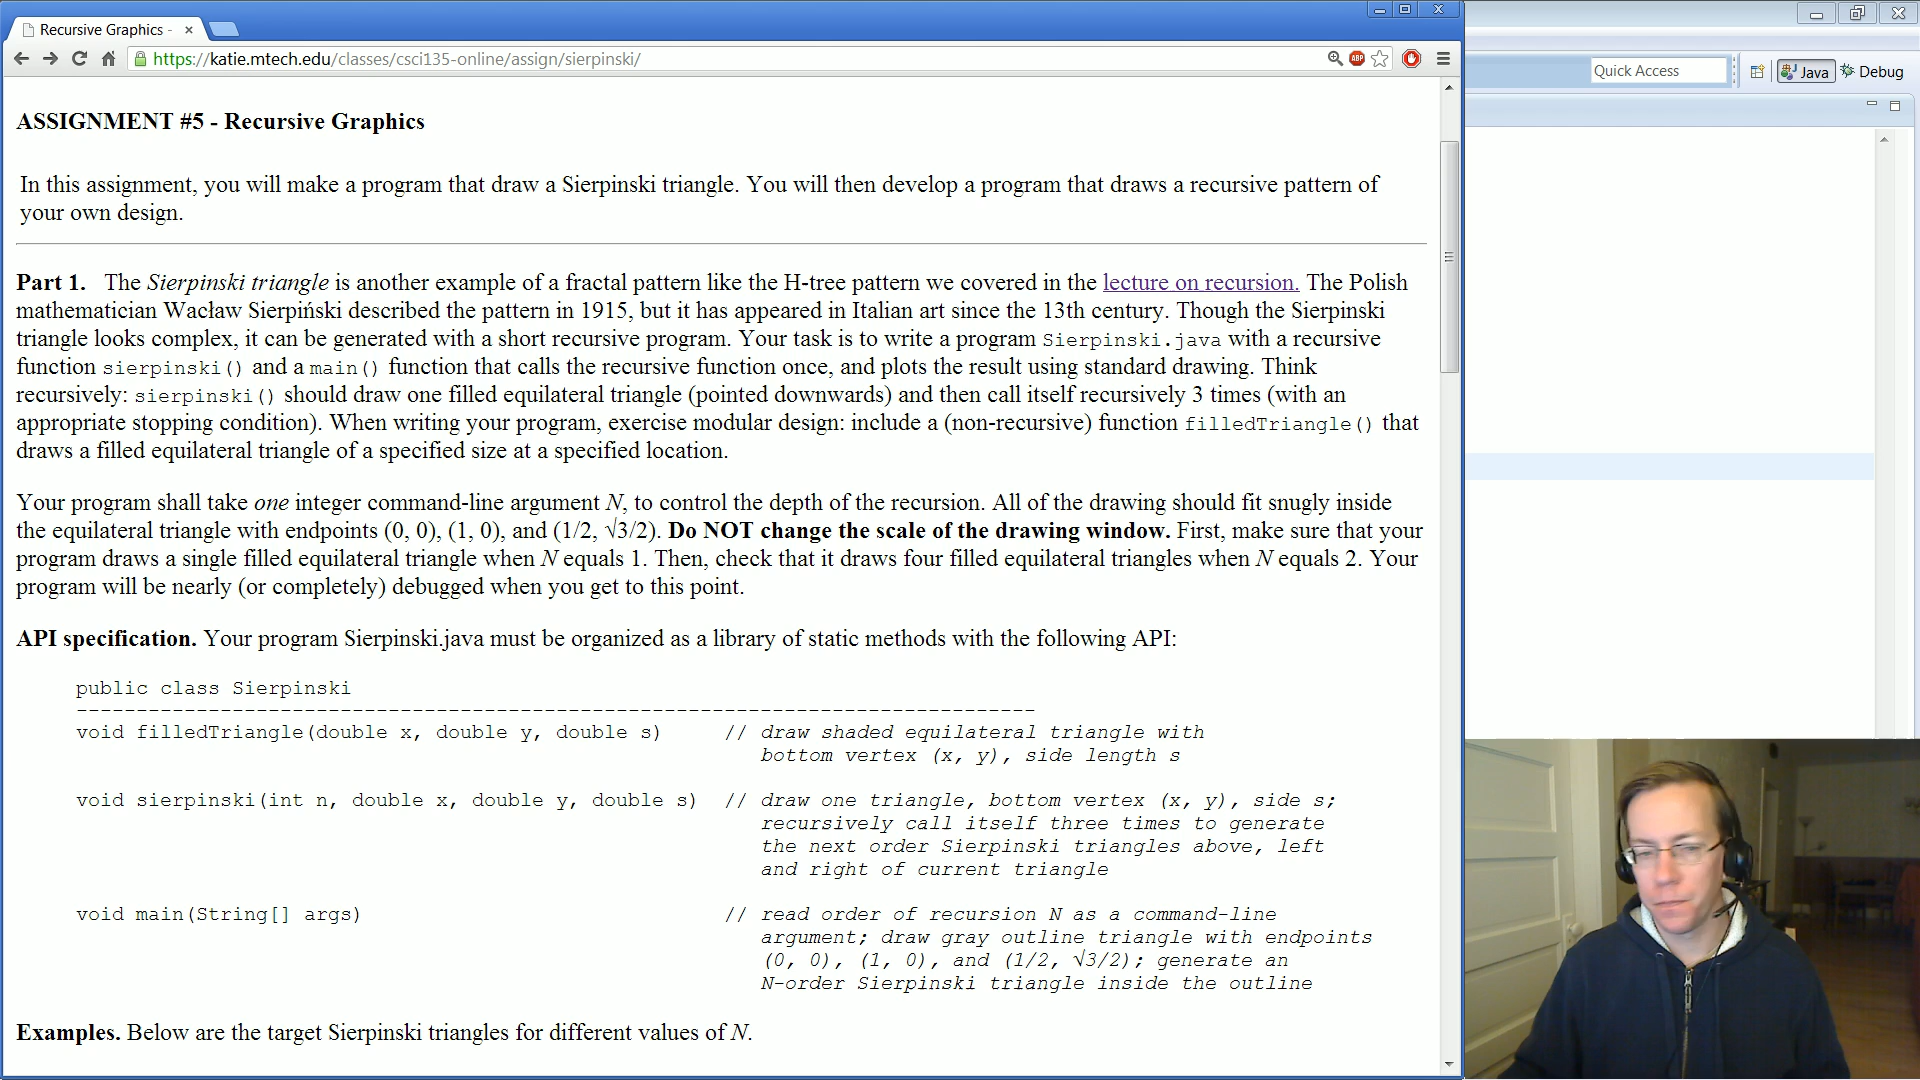 Recursive Graphics -
https://katie.mtech.edu/classes/csci135-online/assign/sierpinski/
ABP
Quick Access
Java
Debug
ASSIGNMENT #5 - Recursive Graphics
In this assignment, you will make a program that draw a Sierpinski triangle. You will then develop a program that draws a recursive pattern of
your own design.
Part 1. The Sierpinski triangle is another example of a fractal pattern like the H-tree pattern we covered in the lecture on recursion. The Polish
mathematician Wacław Sierpiński described the pattern in 1915, but it has appeared in Italian art since the 13th century. Though the Sierpinski
triangle looks complex, it can be generated with a short recursive program. Your task is to write a program Sierpinski.java with a recursive
function sierpinski() and a main() function that calls the recursive function once, and plots the result using standard drawing. Think
recursively: sierpinski() should draw one filled equilateral triangle (pointed downwards) and then call itself recursively 3 times (with an
appropriate stopping condition). When writing your program, exercise modular design: include a (non-recursive) function filledTriangle() that
draws a filled equilateral triangle of a specified size at a specified location.
Your program shall take one integer command-line argument N, to control the depth of the recursion. All of the drawing should fit snugly inside
the equilateral triangle with endpoints (0, 0), (1, 0), and (1/2, √3/2). Do NOT change the scale of the drawing window. First, make sure that your
program draws a single filled equilateral triangle when N equals 1. Then, check that it draws four filled equilateral triangles when N equals 2. Your
program will be nearly (or completely) debugged when you get to this point.
API specification. Your program Sierpinski.java must be organized as a library of static methods with the following API:
public class Sierpinski
--------------------------------------------------------------------------------
void filledTriangle(double x, double y, double s) // draw shaded equilateral triangle with
bottom vertex (x, y), side length s
void sierpinski(int n, double x, double y, double s) // draw one triangle, bottom vertex (x, y), side s;
recursively call itself three times to generate
the next order Sierpinski triangles above, left
and right of current triangle
void main(String[] args) // read order of recursion N as a command-line
argument; draw gray outline triangle with endpoints
(0, 0), (1, 0), and (1/2, √3/2); generate an
N-order Sierpinski triangle inside the outline
Examples. Below are the target Sierpinski triangles for different values of N.